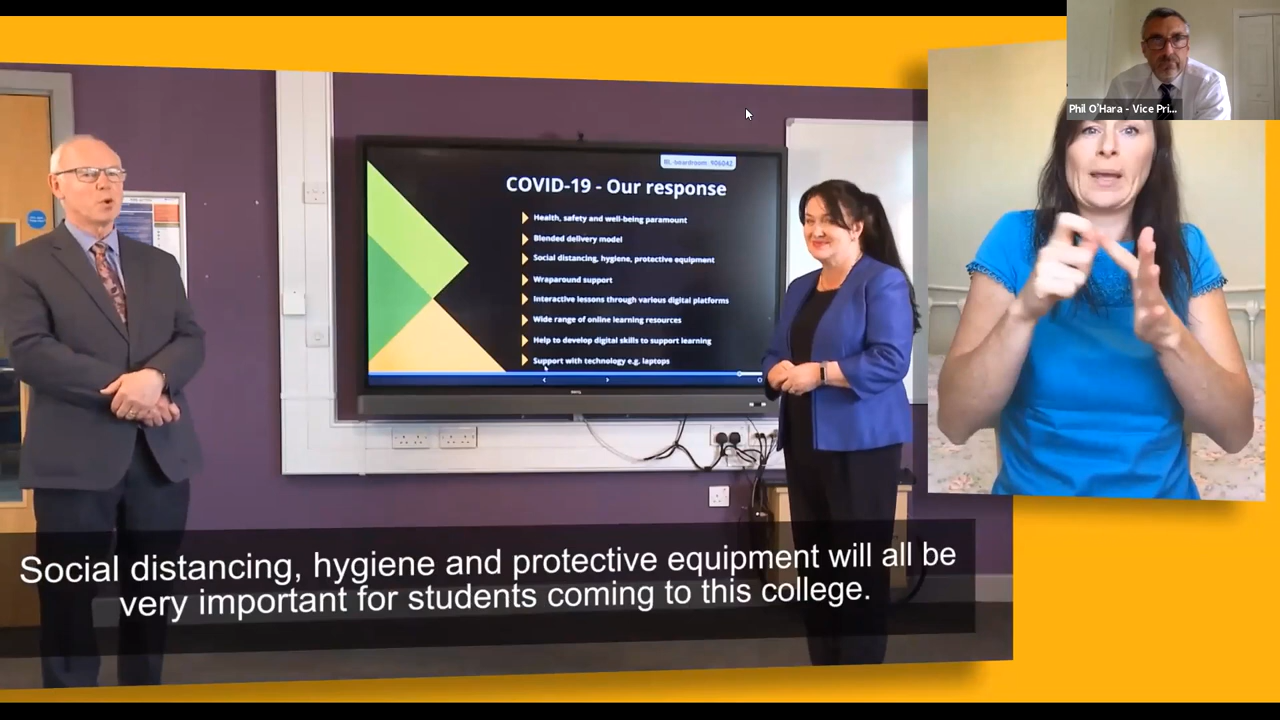 Phil O'Hara - Vice Pri...
BL-boardroom: 906042
COVID-19 - Our response
Health, safety and well-being paramount
Blended delivery model
Social distancing, hygiene, protective equipment
Wraparound support
Interactive lessons through various digital platforms
Wide range of online learning resources
Help to develop digital skills to support learning
Support with technology e.g. laptops
Social distancing, hygiene and protective equipment will all be
very important for students coming to this college.